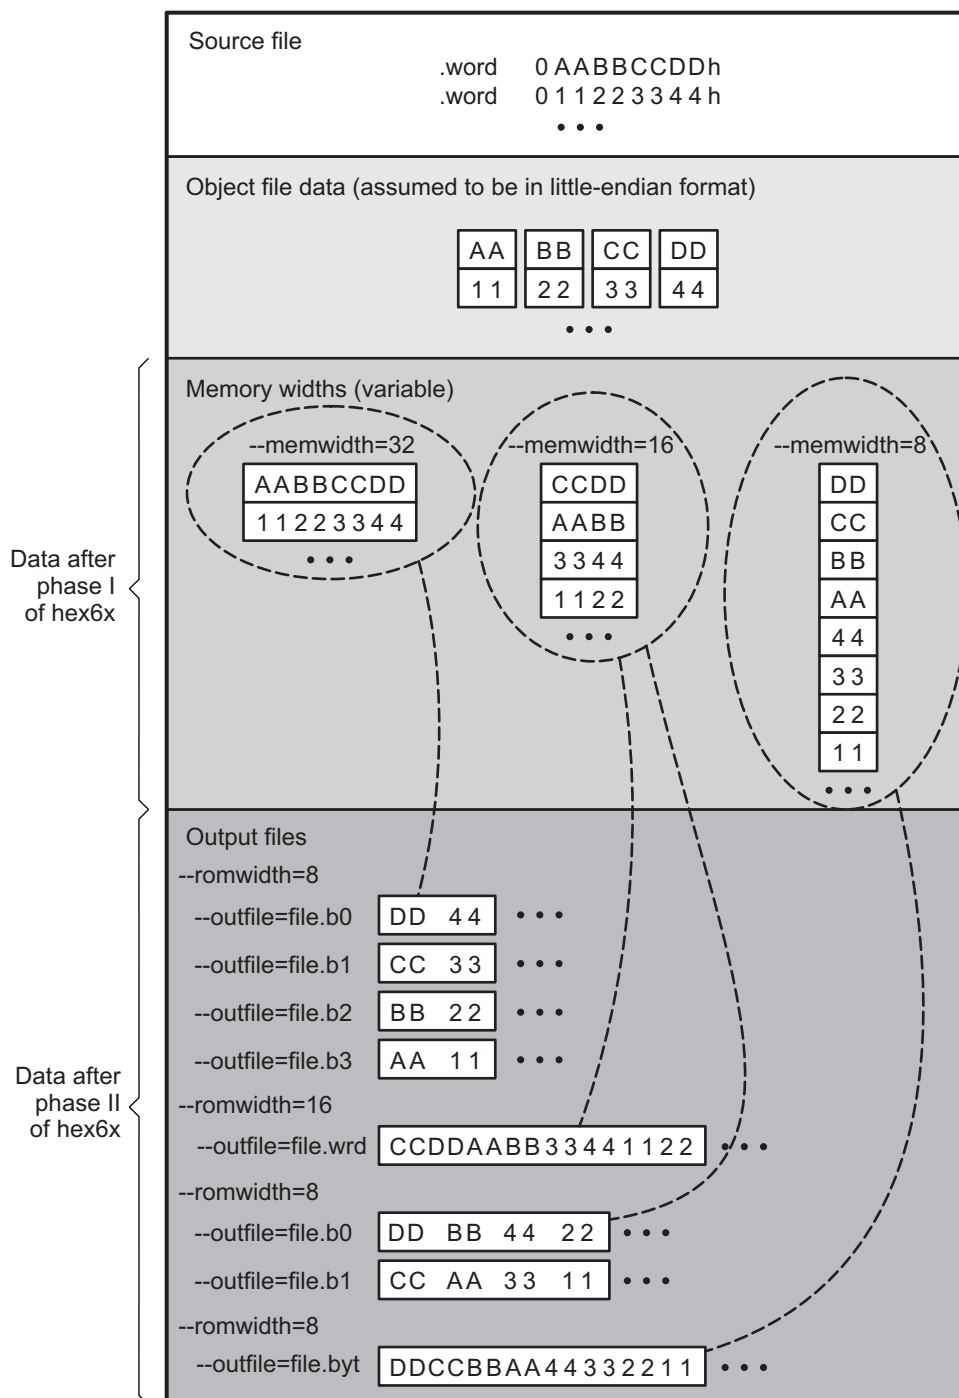 Source file
.word 0AABBCCDDh
.word 011223344h
• • •
Object file data (assumed to be in little-endian format)
AA BB CC DD
11 22 33 44
• • •
Data after
phase I
of hex6x
Memory widths (variable)
--memwidth=32
AABBCCDD
11223344
• • •
--memwidth=16
CCDD
AABB
3344
1122
• • •
--memwidth=8
DD
CC
BB
AA
44
33
22
11
• • •
Data after
phase II
of hex6x
Output files
--romwidth=8
--outfile=file.b0 DD 44 • • •
--outfile=file.b1 CC 33 • • •
--outfile=file.b2 BB 22 • • •
--outfile=file.b3 AA 11 • • •
--romwidth=16
--outfile=file.wrd CCDDAABB33441122 • • •
--romwidth=8
--outfile=file.b0 DD BB 44 22 • • •
--outfile=file.b1 CC AA 33 11 • • •
--romwidth=8
--outfile=file.byt DDCCBBAA44332211 • • •